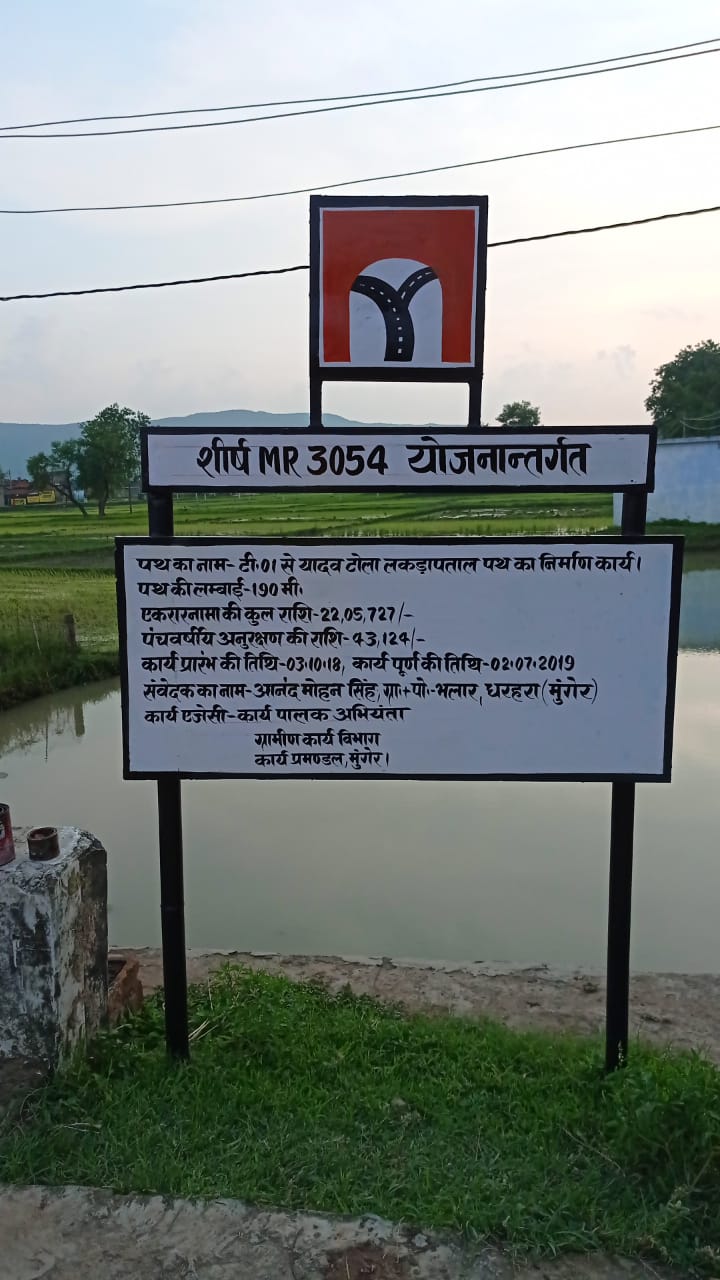 शीर्ष MR 3054 योजनान्तर्गत
पथ का नाम- टी॰01 से यादव टोला लकड़ापताल पथ का निर्माण कार्य।
पथ की लम्बाई-190 मी॰
एकरारनामा की कुल राशि-22,05,727/-
पंचवर्षीय अनुरक्षण की राशि-43,124/-
कार्य प्रारंभ की तिथि-03.10.18, कार्य पूर्ण की तिथि-02.07.2019
संवेदक का नाम-आनंद मोहन सिंह, ग्रा॰+पो॰-भलार, धरहरा(मुंगेर)
कार्य एजेसी-कार्य पालक अभियंता
ग्रामीण कार्य विभाग
कार्य प्रमण्डल, मुंगेर।